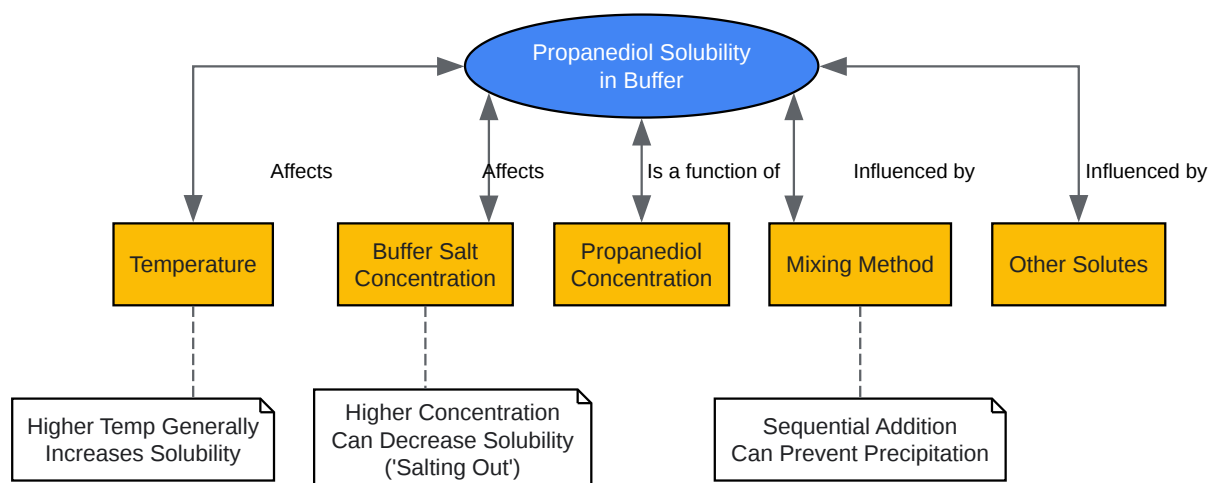 Propanediol Solubility
in Buffer
Affects
Affects
Is a function of
Influenced by
Influenced by
Temperature
Buffer Salt
Concentration
Propanediol
Concentration
Mixing Method
Other Solutes
Higher Temp Generally
Increases Solubility
Higher Concentration
Can Decrease Solubility
('Salting Out')
Sequential Addition
Can Prevent Precipitation